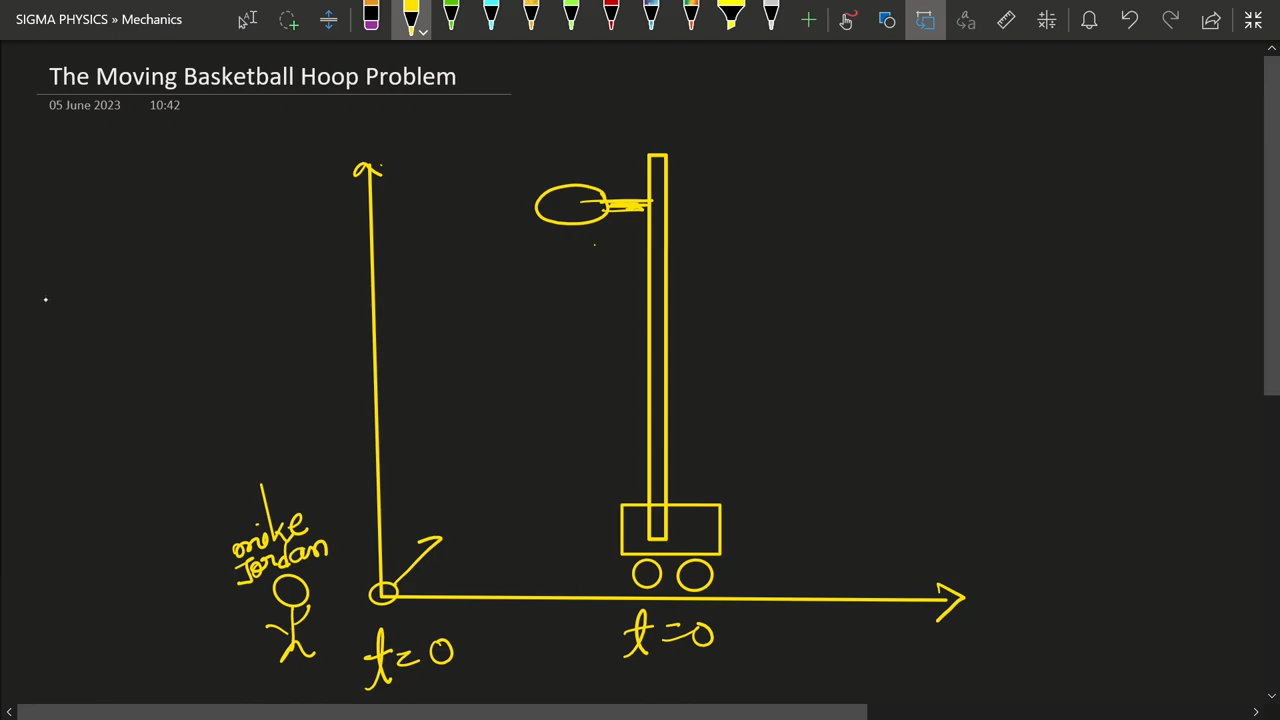 SIGMA PHYSICS » Mechanics
The Moving Basketball Hoop Problem
05 June 2023 10:42
mike
Jordan
t=0
t=0